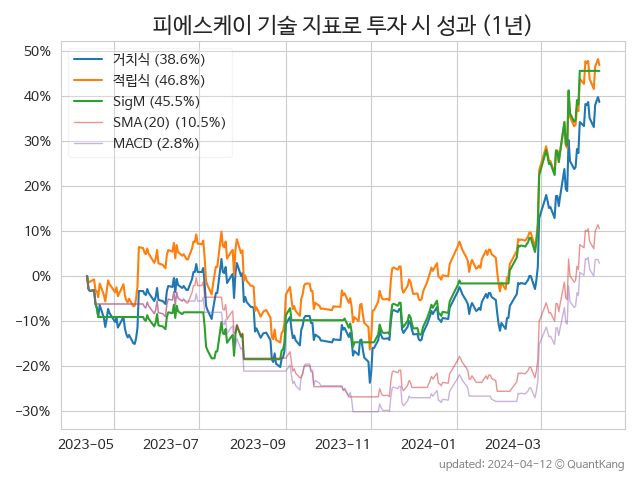 피에스케이 기술 지표로 투자 시 성과 (1년)
50%
40%
30%
20%
10%
0%
−10%
−20%
−30%
거치식 (38.6%)
적립식 (46.8%)
SigM (45.5%)
SMA(20) (10.5%)
MACD (2.8%)
2023-05
2023-07
2023-09
2023-11
2024-01
2024-03
updated: 2024-04-12 © QuantKang